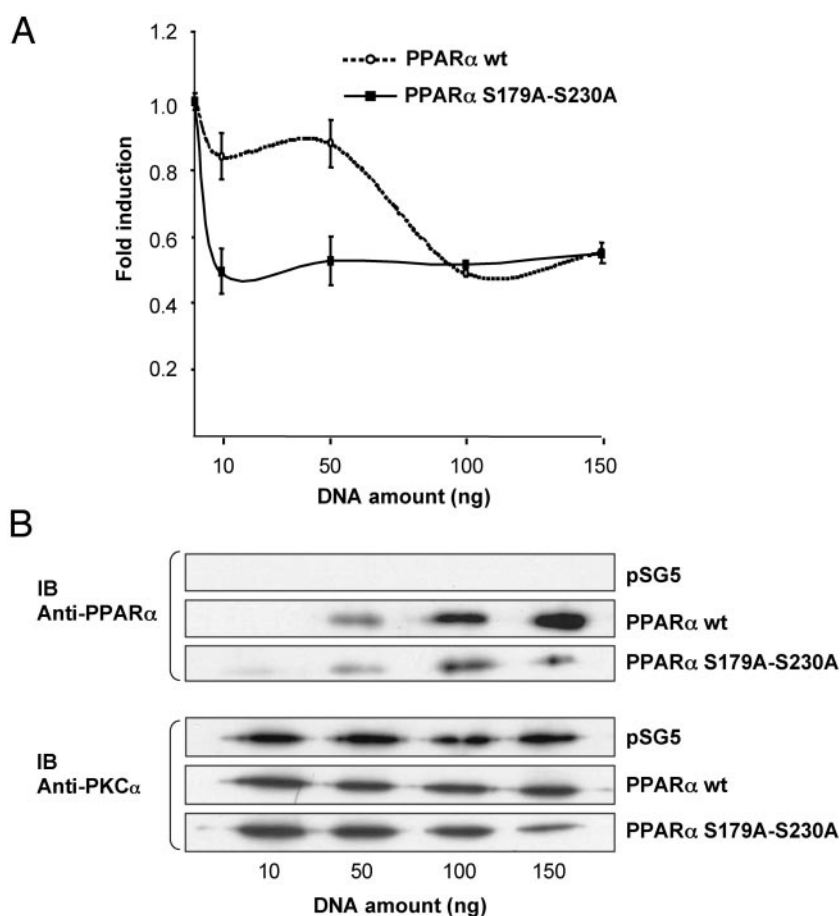 A
1.2
1.0
0.8
0.6
0.4
0.2
Fold induction
PPARα wt
PPARα S179A-S230A
10 50 100 150
DNA amount (ng)
B
IB
Anti-PPARα
pSG5
PPARα wt
PPARα S179A-S230A
IB
Anti-PKCα
pSG5
PPARα wt
PPARα S179A-S230A
10 50 100 150
DNA amount (ng)